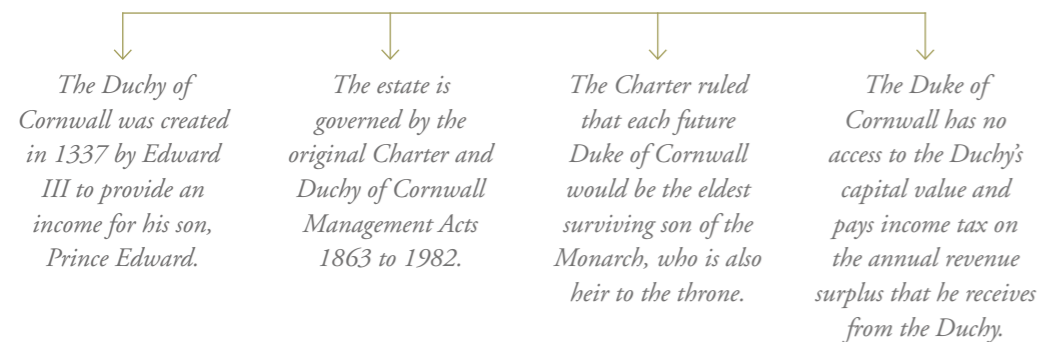 The Duchy of
Cornwall was created
in 1337 by Edward
III to provide an
income for his son,
Prince Edward.
The estate is
governed by the
original Charter and
Duchy of Cornwall
Management Acts
1863 to 1982.
The Charter ruled
that each future
Duke of Cornwall
would be the eldest
surviving son of the
Monarch, who is also
heir to the throne.
The Duke of
Cornwall has no
access to the Duchy’s
capital value and
pays income tax on
the annual revenue
surplus that he receives
from the Duchy.